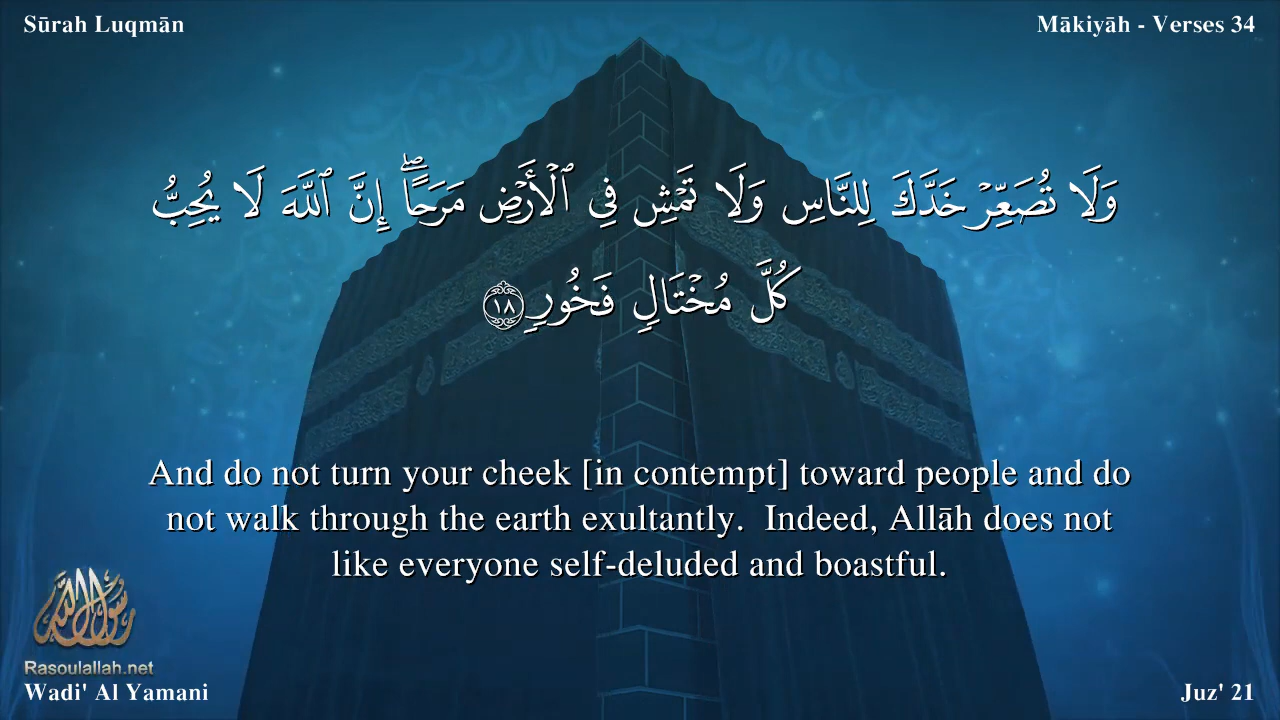 Sūrah Luqmān
Mākiyāh - Verses 34
وَلَا تُصَعِّرْ خَدَّكَ لِلنَّاسِ وَلَا تَمْشِ فِى ٱلْأَرْضِ مَرَحًاۖ إِنَّ ٱللَّهَ لَا يُحِبُّ
كُلَّ مُخْتَالٍ فَخُورٍ ١٨
And do not turn your cheek [in contempt] toward people and do
not walk through the earth exultantly.  Indeed, Allāh does not
like everyone self-deluded and boastful.
رسول الله
Rasoulallah.net
Wadi' Al Yamani
Juz' 21